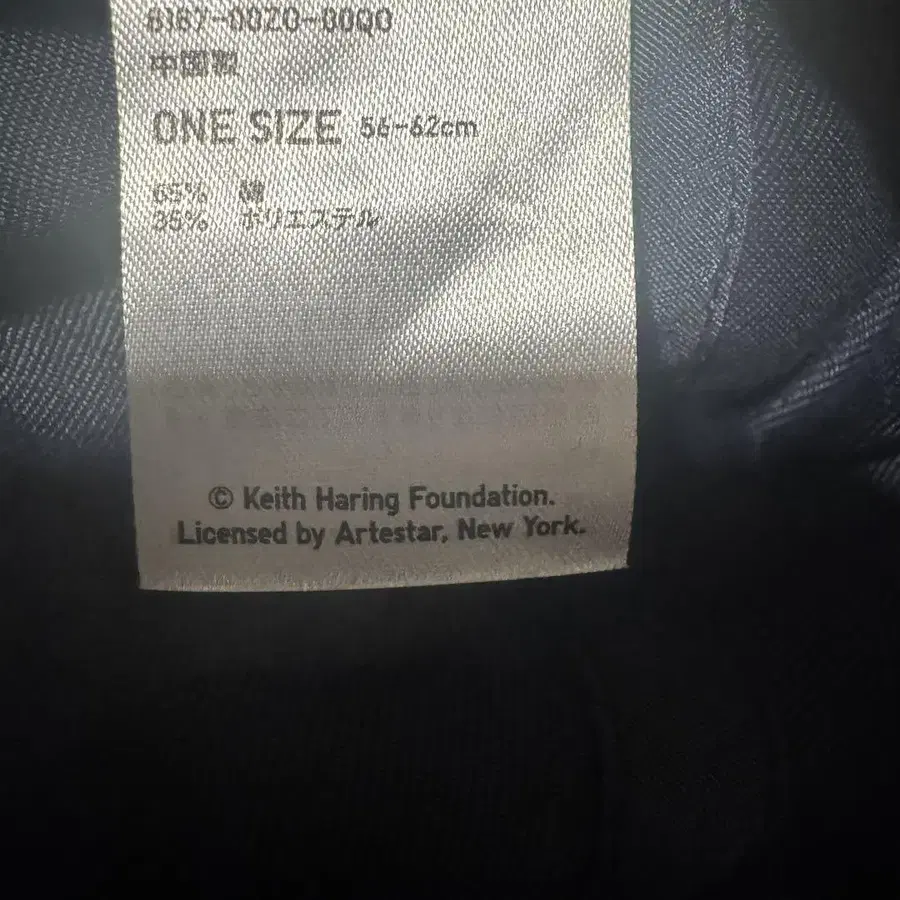 中国製
ONE SIZE 56-62cm
65% 綿
35% ポリエステル
© Keith Haring Foundation.
Licensed by Artestar, New York.